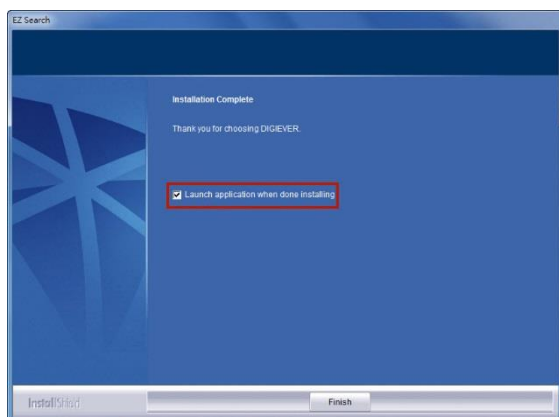 EZ Search
Installation Complete
Thank you for choosing DIGIEVER.
Launch application when done installing
InstallShield
Finish